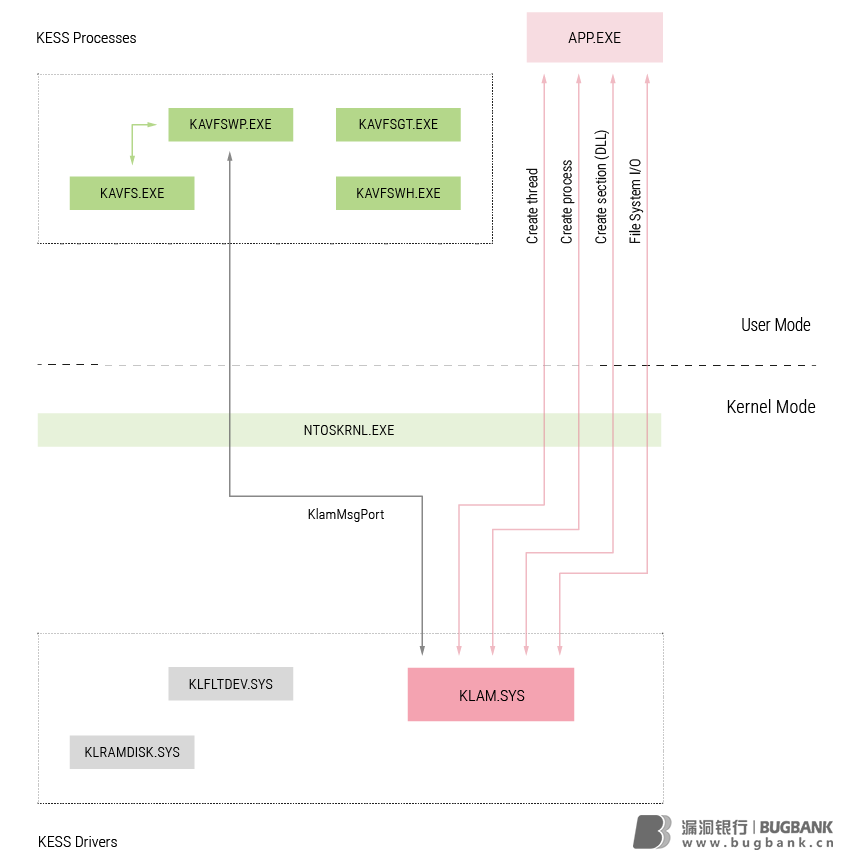 KESS Processes
APP.EXE
KAVFSWP.EXE
KAVFSGT.EXE
KAVFS.EXE
KAVFSWH.EXE
Create thread
Create process
Create section (DLL)
File System I/O
User Mode
Kernel Mode
NTOSKRNL.EXE
KlamMsgPort
KLFLTDEV.SYS
KLAM.SYS
KLRAMDISK.SYS
KESS Drivers
漏洞银行 | BUGBANK
www.bugbank.cn